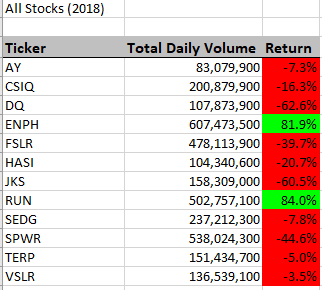 All Stocks (2018)
Ticker Total Daily Volume Return
AY 83,079,900 -7.3%
CSIQ 200,879,900 -16.3%
DQ 107,873,900 -62.6%
ENPH 607,473,500 81.9%
FSLR 478,113,900 -39.7%
HASI 104,340,600 -20.7%
JKS 158,309,000 -60.5%
RUN 502,757,100 84.0%
SEDG 237,212,300 -7.8%
SPWR 538,024,300 -44.6%
TERP 151,434,700 -5.0%
VSLR 136,539,100 -3.5%